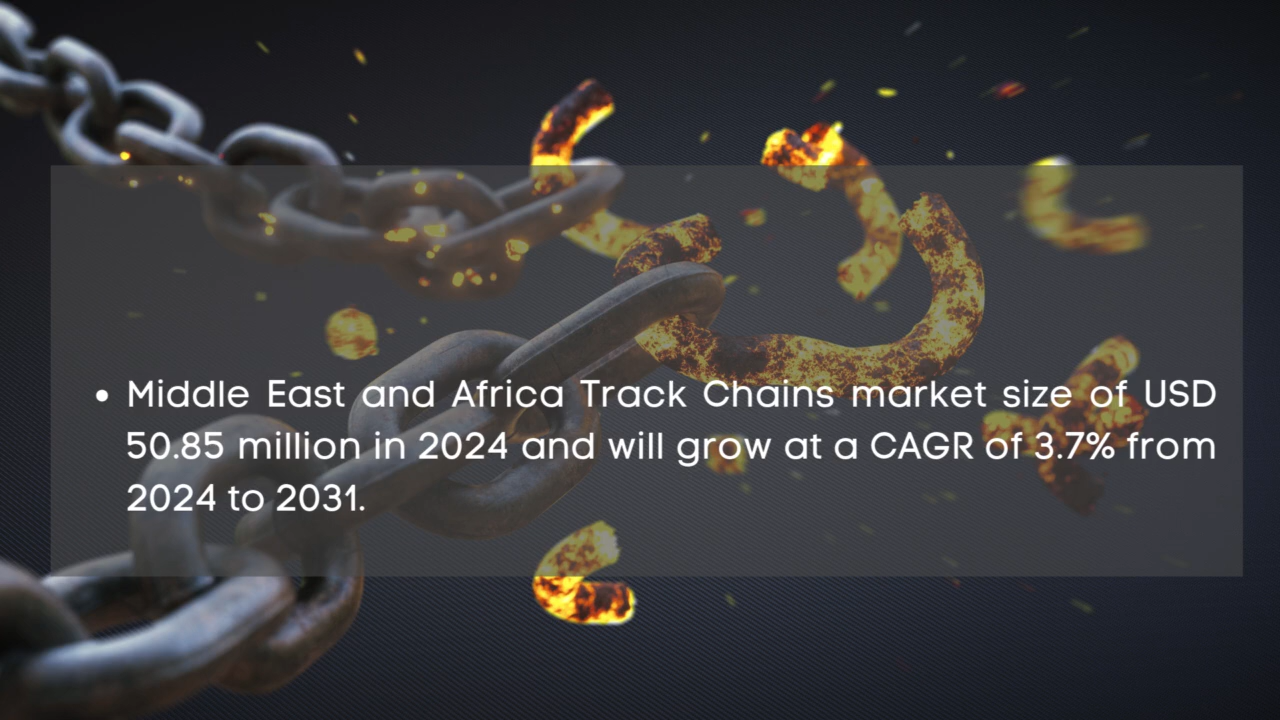 • Middle East and Africa Track Chains market size of USD
50.85 million in 2024 and will grow at a CAGR of 3.7% from
2024 to 2031.